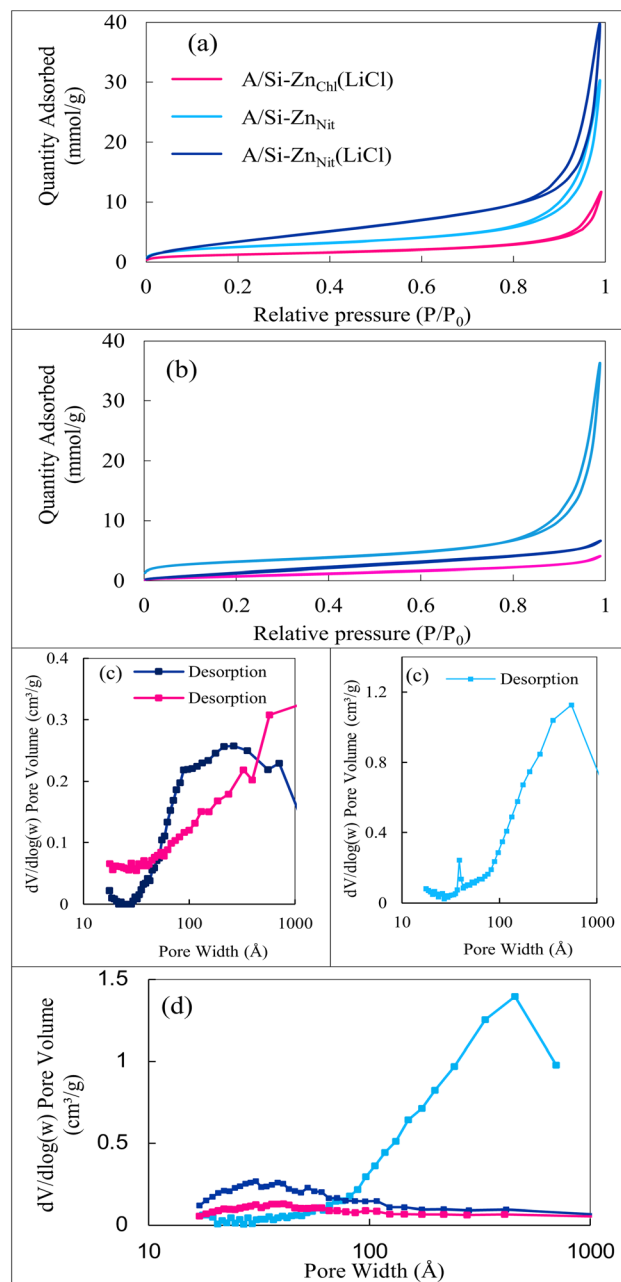 (a)
A/Si-ZnChl(LiCl)
A/Si-ZnNit
A/Si-ZnNit(LiCl)
Quantity Adsorbed
(mmol/g)
40
30
20
10
0
0 0.2 0.4 0.6 0.8 1
Relative pressure (P/P0)
(b)
Quantity Adsorbed
(mmol/g)
40
30
20
10
0
0 0.2 0.4 0.6 0.8 1
Relative pressure (P/P0)
(c)
Desorption
Desorption
dV/dlog(w) Pore Volume (cm³/g)
0.4
0.3
0.2
0.1
0
10 100 1000
Pore Width (Å)
(c)
Desorption
dV/dlog(w) Pore Volume (cm³/g)
1.2
0.8
0.4
0
10 100 1000
Pore Width (Å)
(d)
dV/dlog(w) Pore Volume
(cm³/g)
1.5
1
0.5
0
10 100 1000
Pore Width (Å)